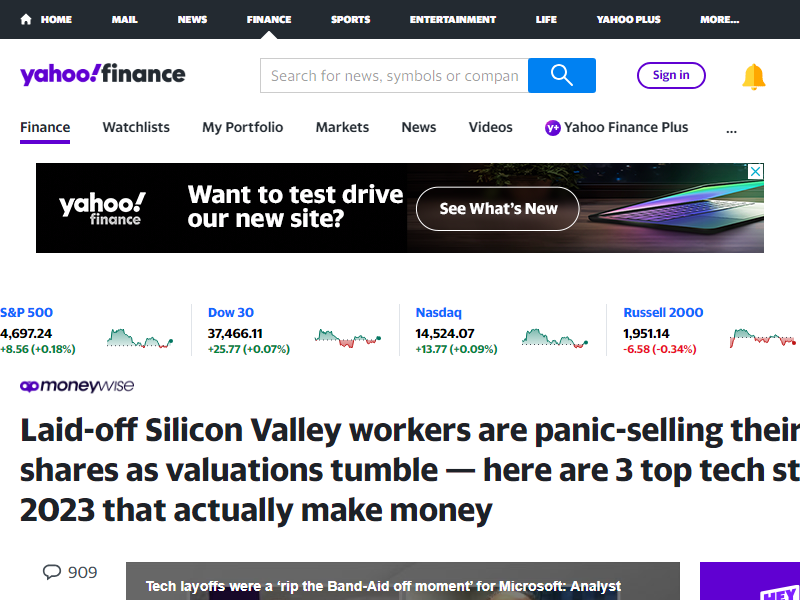 HOME MAIL NEWS FINANCE SPORTS ENTERTAINMENT LIFE YAHOO PLUS MORE...
yahoo!finance
Search for news, symbols or compan
Sign in
Finance Watchlists My Portfolio Markets News Videos Y+ Yahoo Finance Plus ...
yahoo!
finance
Want to test drive
our new site?
See What's New
S&P 500 Dow 30 Nasdaq Russell 2000
4,697.24 37,466.11 14,524.07 1,951.14
+8.56 (+0.18%) +25.77 (+0.07%) +13.77 (+0.09%) -6.58 (-0.34%)
moneywise
Laid-off Silicon Valley workers are panic-selling their
shares as valuations tumble — here are 3 top tech st
2023 that actually make money
909
Tech layoffs were a ‘rip the Band-Aid off moment’ for Microsoft: Analyst
HEY